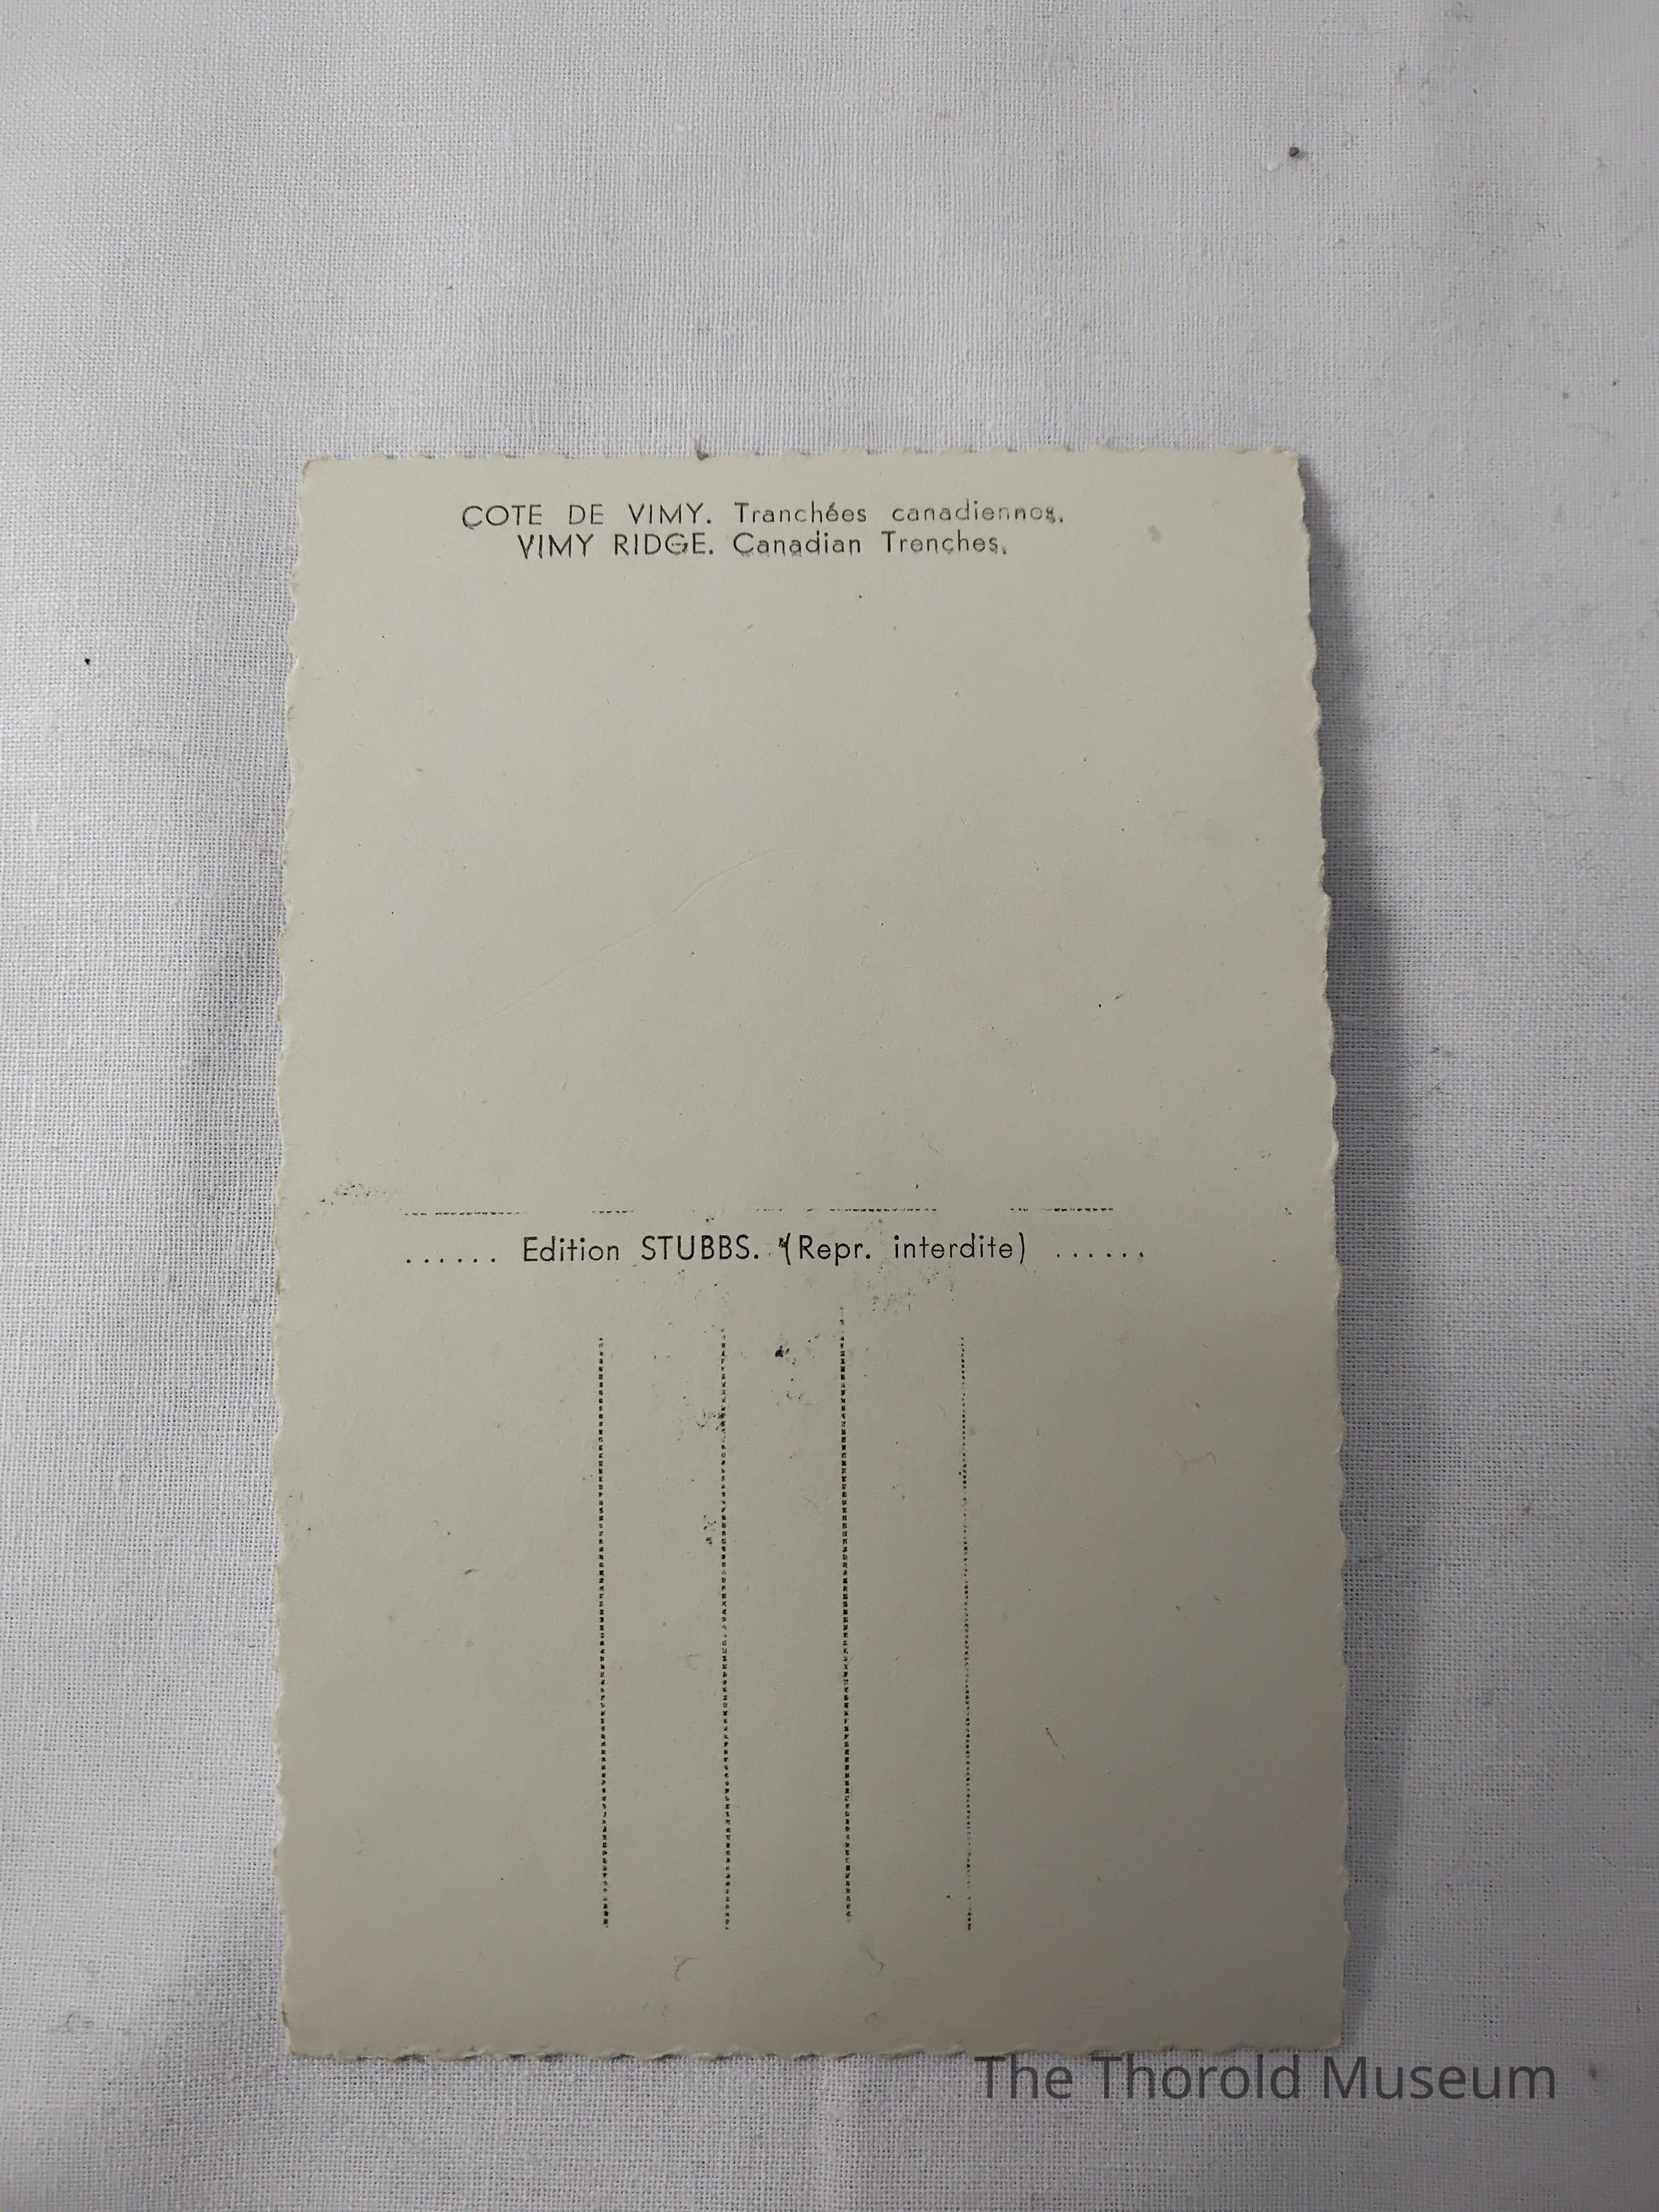 COTE DE VIMY. Tranchées canadiennes.
VIMY RIDGE. Canadian Trenches.
...... Edition STUBBS. (Repr. interdite) ......
The Thorold Museum